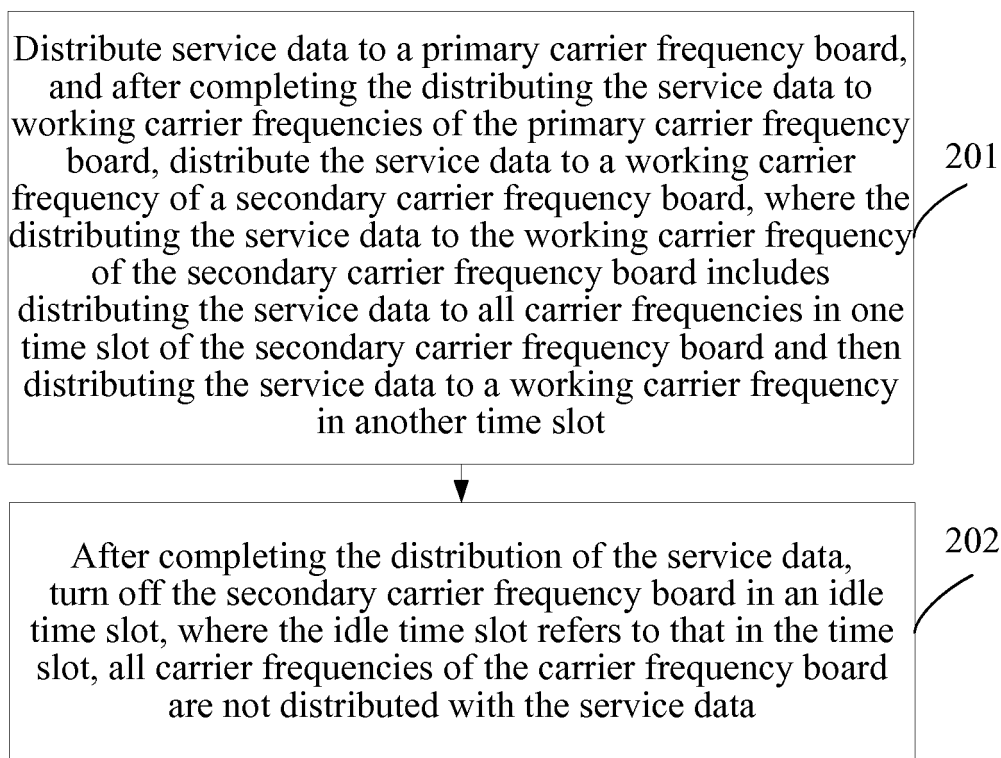 Distribute service data to a primary carrier frequency board,
and after completing the distributing the service data to
working carrier frequencies of the primary carrier frequency
board, distribute the service data to a working carrier
frequency of a secondary carrier frequency board, where the
distributing the service data to the working carrier frequency
of the secondary carrier frequency board includes
distributing the service data to all carrier frequencies in one
time slot of the secondary carrier frequency board and then
distributing the service data to a working carrier frequency
in another time slot
201
After completing the distribution of the service data,
turn off the secondary carrier frequency board in an idle
time slot, where the idle time slot refers to that in the time
slot, all carrier frequencies of the carrier frequency board
are not distributed with the service data
202